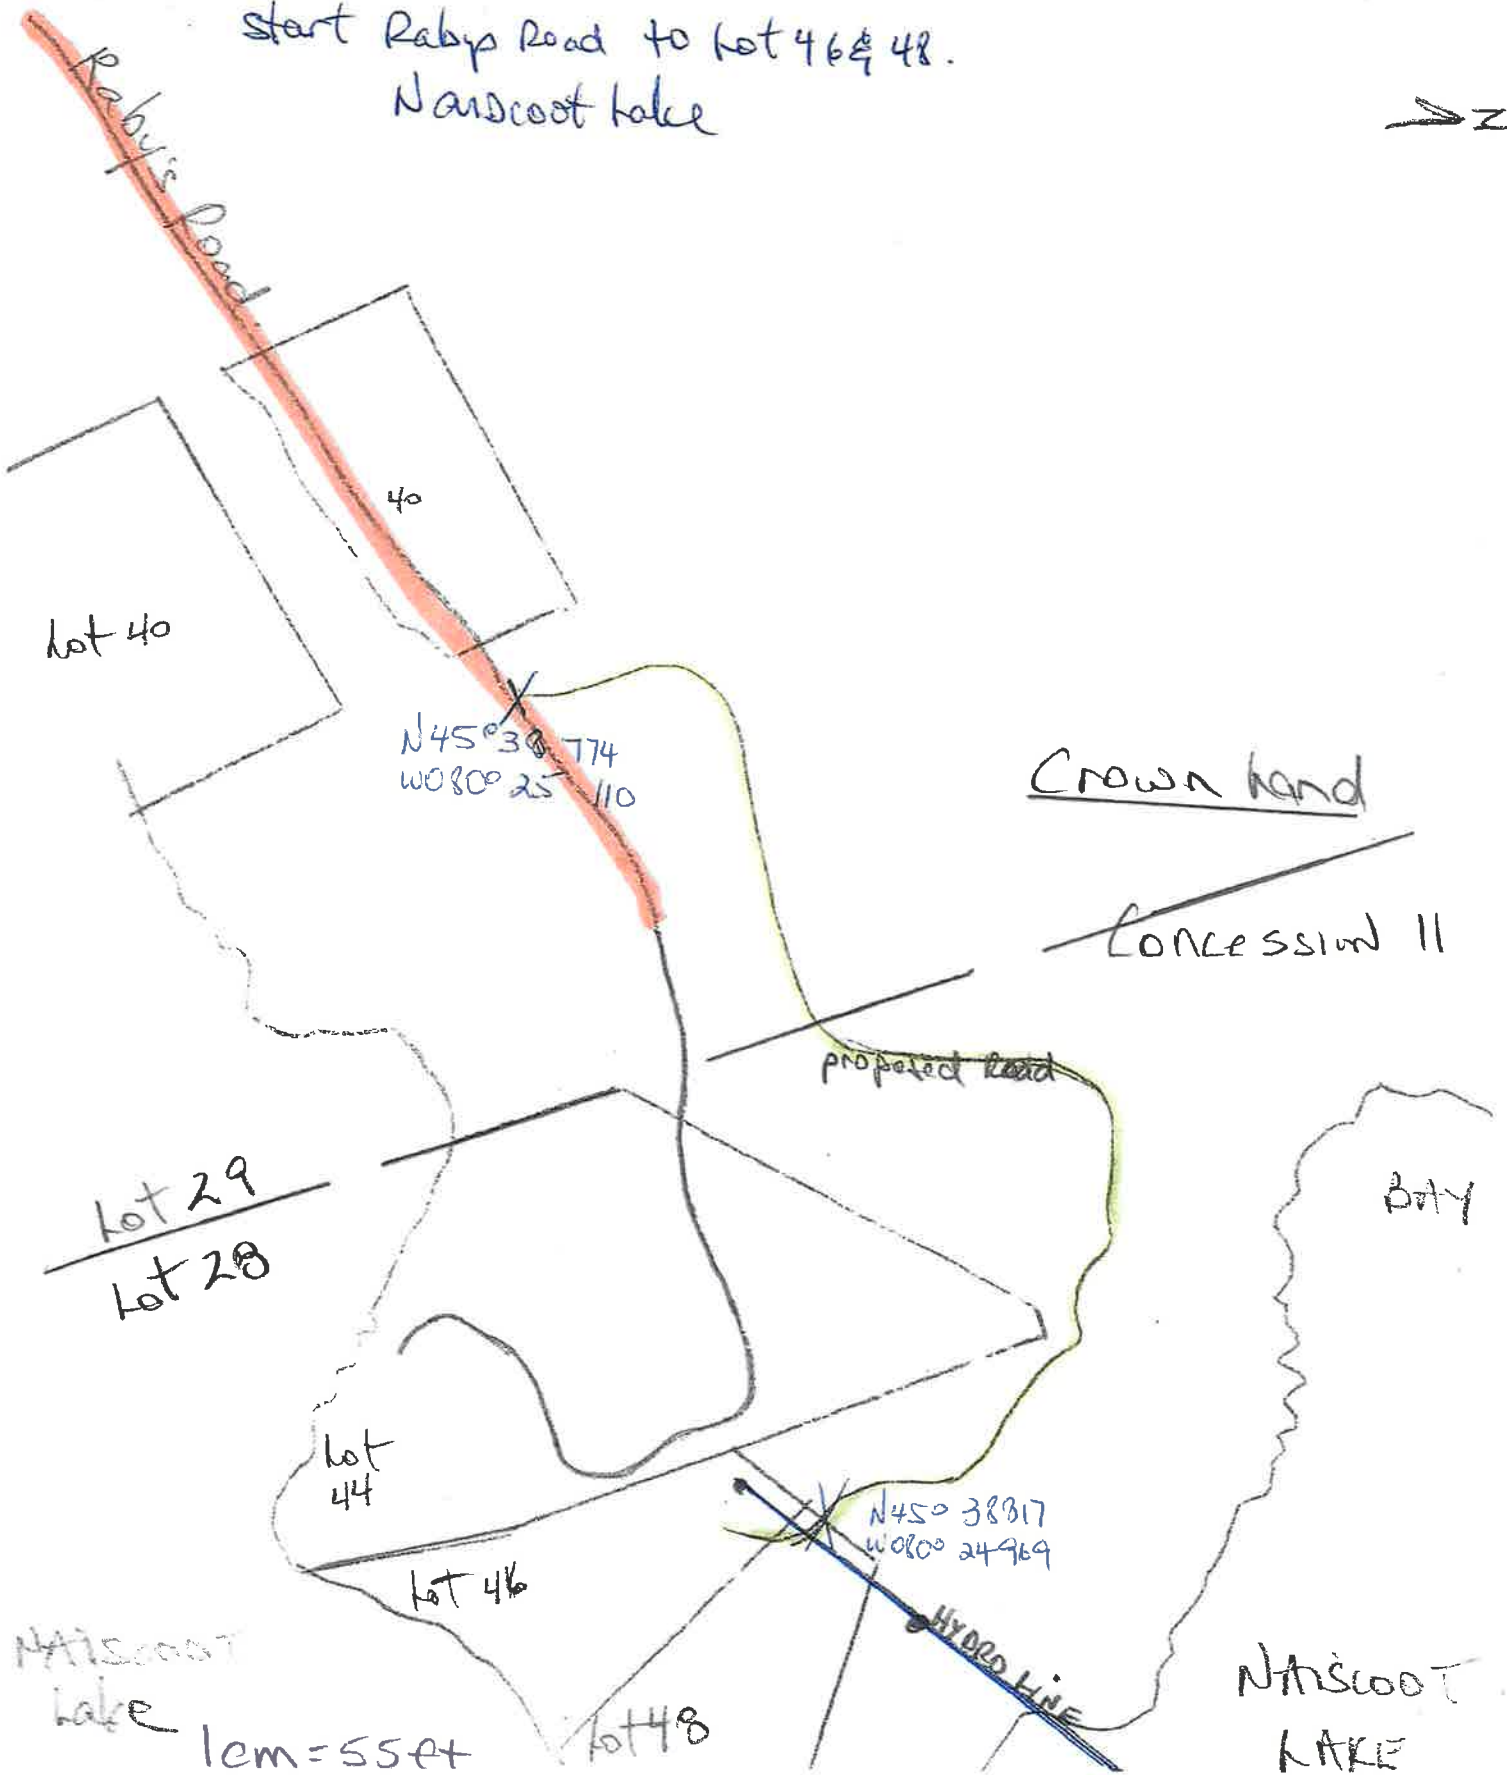 Start Rabys Road to Lot 46 & 48.
Naiscoot Lake
N
Raby's Road
40
Lot 40
N45° 38 774
W080° 25 110
Crown Land
Concession 11
proposed Road
Lot 29
Lot 28
BAY
Lot
44
N45° 38817
W080° 24969
Lot 46
HYDRO LINE
NAISCOOT
Lake
Lot 48
NAISCOOT
LAKE
1cm = 55ft